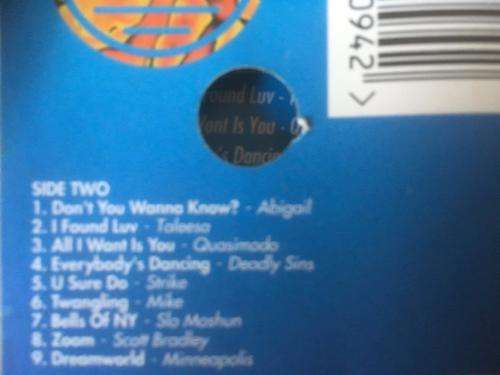 0942 >
ound Luv -
ant Is You -
's Dancin
SIDE TWO
1. Don't You Wanna Know? - Abigail
2. I Found Luv - Taleesa
3. All I Want Is You - Quasimodo
4. Everybody's Dancing - Deadly Sins
5. U Sure Do - Strike
6. Twangling - Mike
7. Bells Of NY - Slo Moshun
8. Zoom - Scott Bradley
9. Dreamworld - Minneapolis